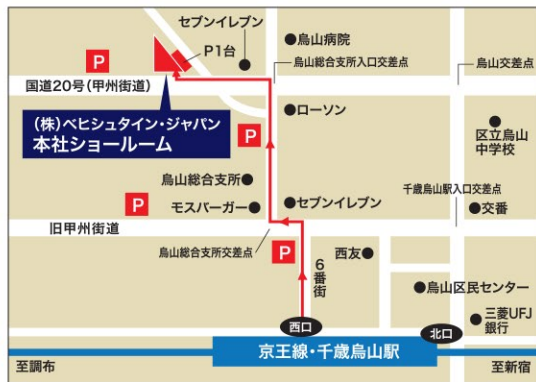 セブンイレブン
P1台
烏山病院
烏山総合支所入口交差点
烏山交差点
P
国道20号(甲州街道)
(株)ベヒシュタイン・ジャパン
本社ショールーム
ローソン
P
区立烏山
中学校
烏山総合支所
モスバーガー
P
セブンイレブン
千歳烏山駅入口交差点
交番
旧甲州街道
烏山総合支所交差点
P
6番街
西友
烏山区民センター
三菱UFJ
銀行
西口
北口
京王線・千歳烏山駅
至調布
至新宿